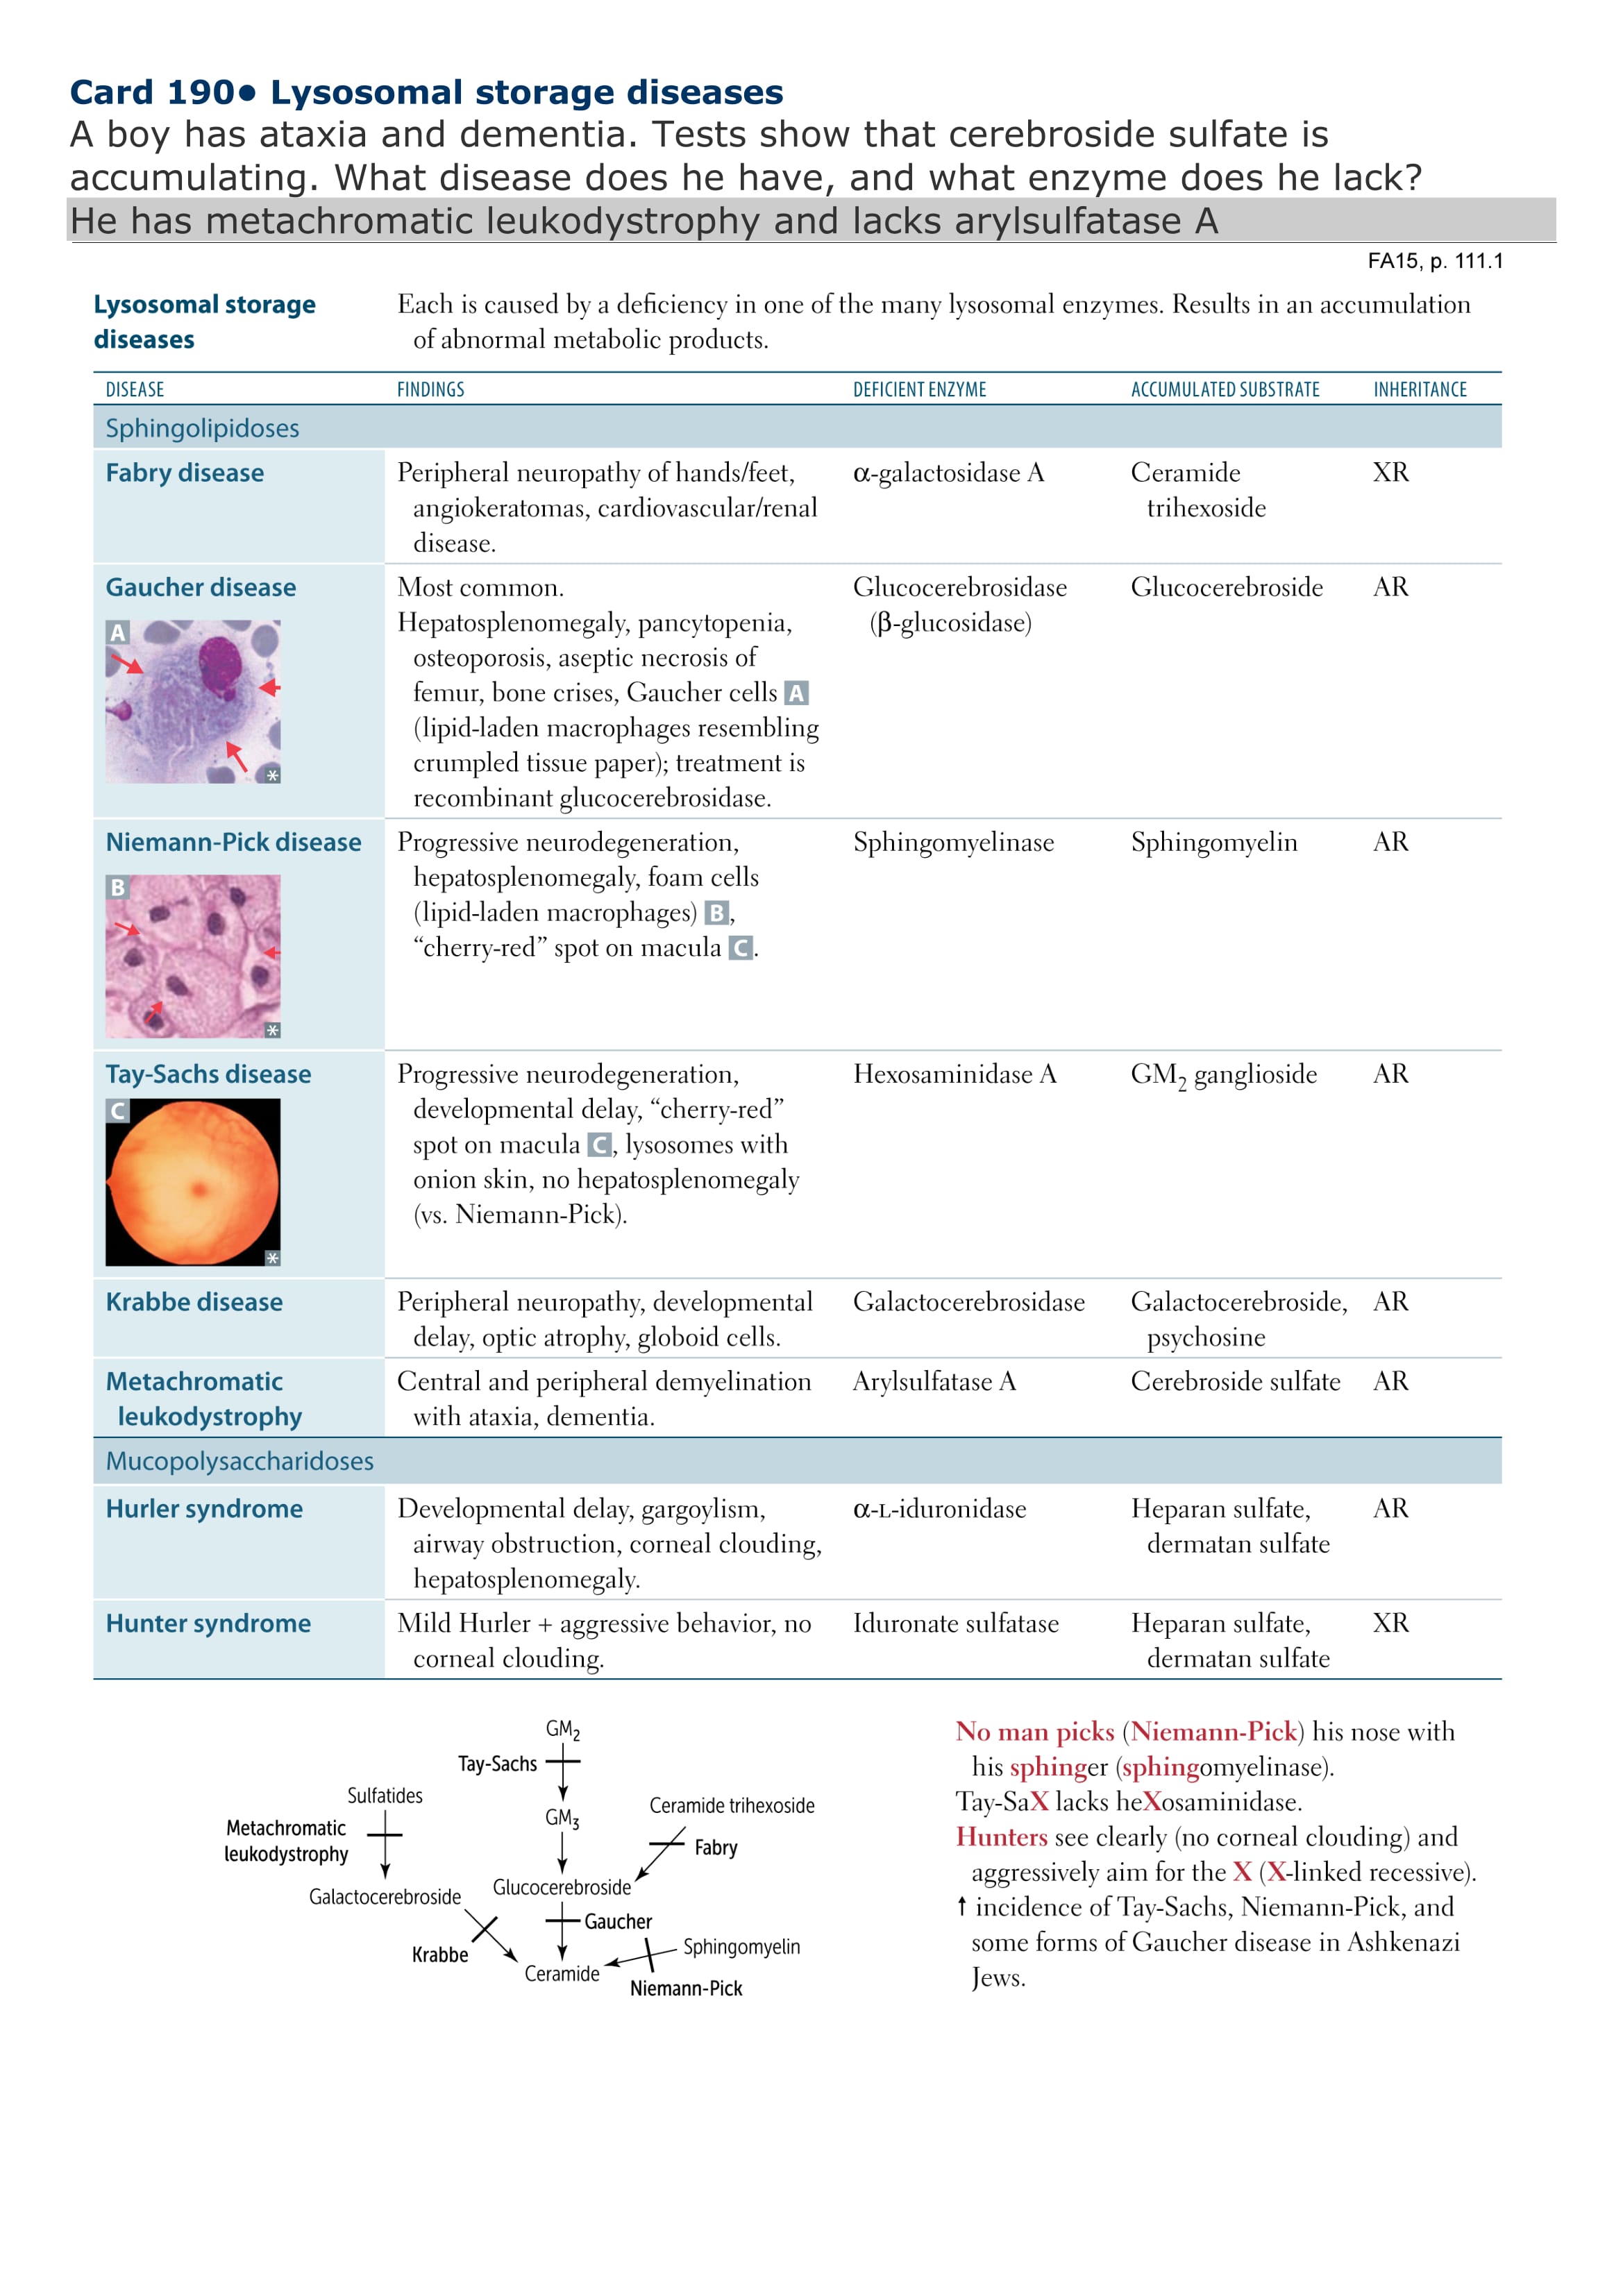 Card 190• Lysosomal storage diseases
A boy has ataxia and dementia. Tests show that cerebroside sulfate is
accumulating. What disease does he have, and what enzyme does he lack?
He has metachromatic leukodystrophy and lacks arylsulfatase A
FA15, p. 111.1
Lysosomal storage
diseases
Each is caused by a deficiency in one of the many lysosomal enzymes. Results in an accumulation
of abnormal metabolic products.
DISEASE FINDINGS DEFICIENT ENZYME ACCUMULATED SUBSTRATE INHERITANCE
Sphingolipidoses
Fabry disease
Peripheral neuropathy of hands/feet,
angiokeratomas, cardiovascular/renal
disease.
α-galactosidase A
Ceramide
trihexoside
XR
Gaucher disease
A
*
Most common.
Hepatosplenomegaly, pancytopenia,
osteoporosis, aseptic necrosis of
femur, bone crises, Gaucher cells A
(lipid-laden macrophages resembling
crumpled tissue paper); treatment is
recombinant glucocerebrosidase.
Glucocerebrosidase
(β-glucosidase)
Glucocerebroside
AR
Niemann-Pick disease
B
*
Progressive neurodegeneration,
hepatosplenomegaly, foam cells
(lipid-laden macrophages) B,
“cherry-red” spot on macula C.
Sphingomyelinase
Sphingomyelin
AR
Tay-Sachs disease
C
*
Progressive neurodegeneration,
developmental delay, “cherry-red”
spot on macula C, lysosomes with
onion skin, no hepatosplenomegaly
(vs. Niemann-Pick).
Hexosaminidase A
GM₂ ganglioside
AR
Krabbe disease
Peripheral neuropathy, developmental
delay, optic atrophy, globoid cells.
Galactocerebrosidase
Galactocerebroside,
psychosine
AR
Metachromatic
leukodystrophy
Central and peripheral demyelination
with ataxia, dementia.
Arylsulfatase A
Cerebroside sulfate
AR
Mucopolysaccharidoses
Hurler syndrome
Developmental delay, gargoylism,
airway obstruction, corneal clouding,
hepatosplenomegaly.
α-L-iduronidase
Heparan sulfate,
dermatan sulfate
AR
Hunter syndrome
Mild Hurler + aggressive behavior, no
corneal clouding.
Iduronate sulfatase
Heparan sulfate,
dermatan sulfate
XR
GM₂
Tay-Sachs
Sulfatides
Ceramide trihexoside
GM₃
Metachromatic
leukodystrophy
Fabry
Glucocerebroside
Galactocerebroside
Gaucher
Krabbe
Sphingomyelin
Ceramide
Niemann-Pick
No man picks (Niemann-Pick) his nose with
his sphinger (sphingomyelinase).
Tay-SaX lacks heXosaminidase.
Hunters see clearly (no corneal clouding) and
aggressively aim for the X (X-linked recessive).
↑ incidence of Tay-Sachs, Niemann-Pick, and
some forms of Gaucher disease in Ashkenazi
Jews.